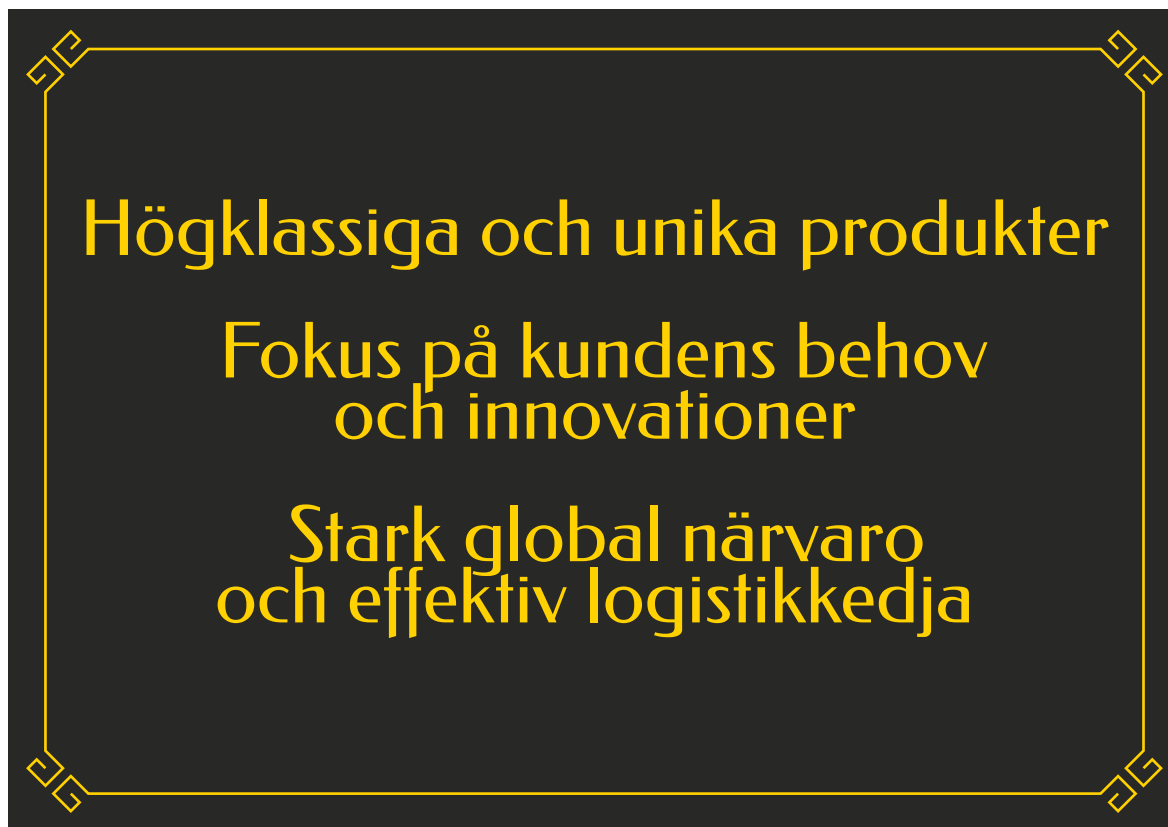 Högklassiga och unika produkter
Fokus på kundens behov
och innovationer
Stark global närvaro
och effektiv logistikkedja